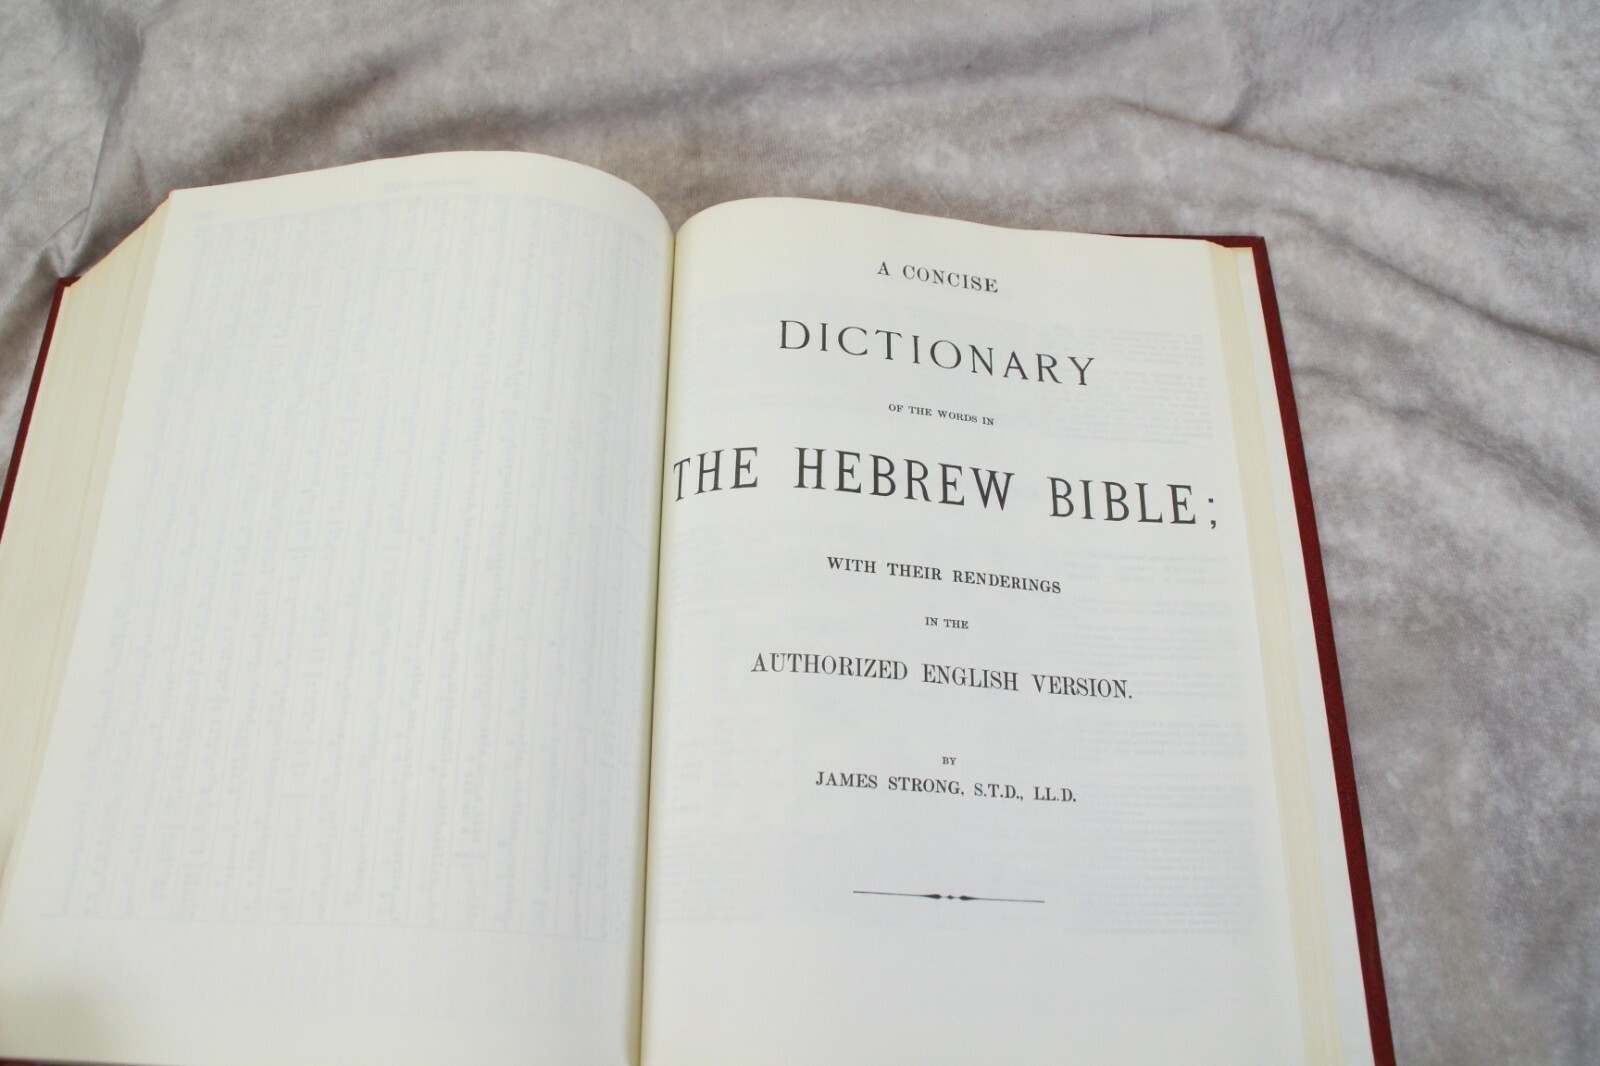 A CONCISE
DICTIONARY
OF THE WORDS IN
THE HEBREW BIBLE;
WITH THEIR RENDERINGS
IN THE
AUTHORIZED ENGLISH VERSION.
BY
JAMES STRONG, S.T.D., LL.D.